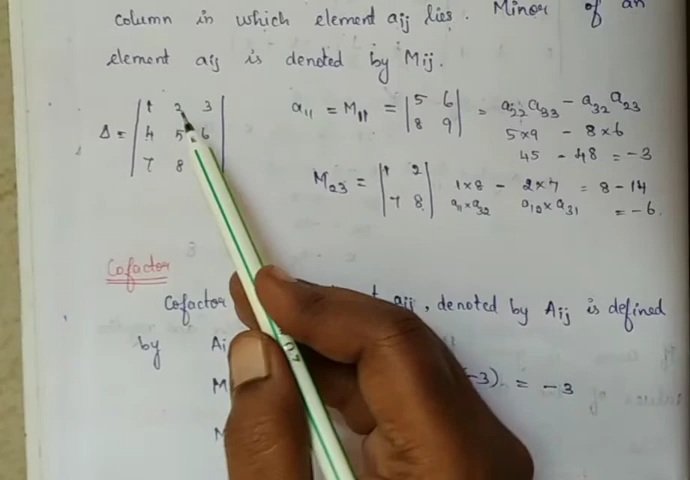 column in which element aij lies. Minor of an
element aij is denoted by Mij.
Δ = | 1 2 3 | a11 = M11 = | 5 6 | = a22 a33 - a32 a23
| 4 5 6 | | 8 9 | 5×9 - 8×6
| 7 8 | 45 - 48 = -3
M23 = | 1 2 | 1×8 - 2×7 = 8 - 14
| 7 8 | a11×a32 a12×a31 = -6.
Cofactor
Cofactor aij, denoted by Aij is defined
by Ai
M (-3) = -3
M